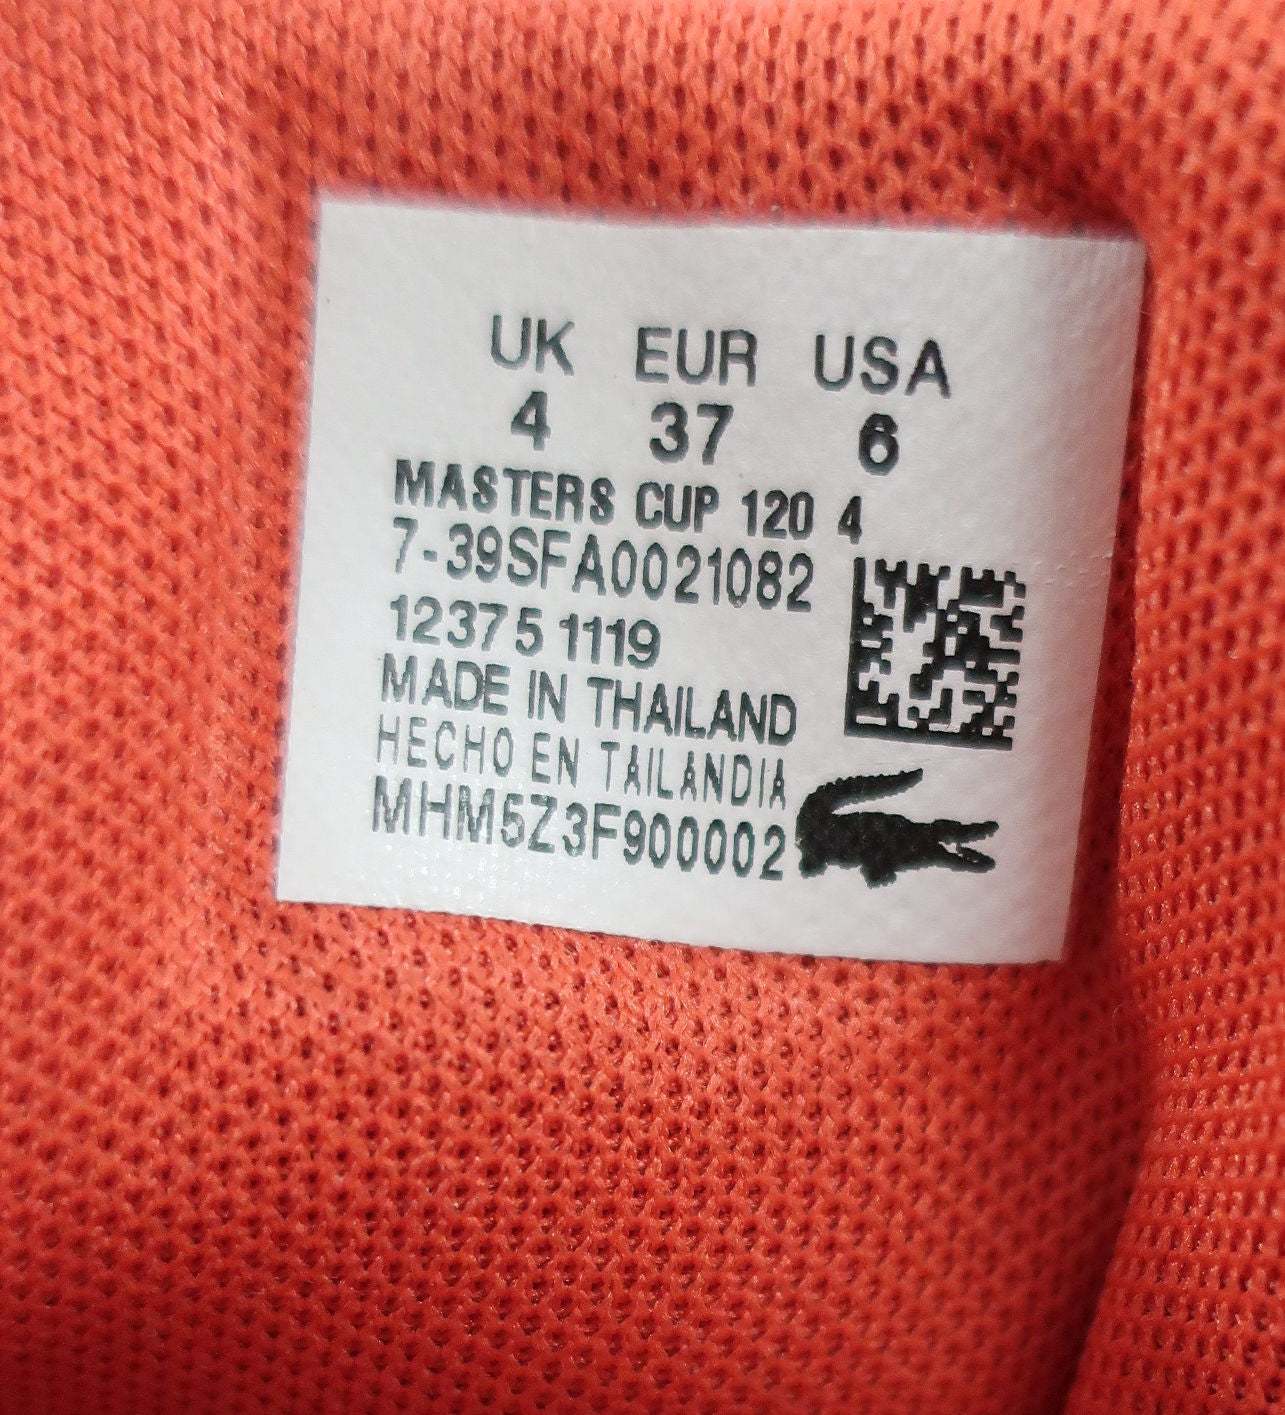 UK EUR USA
4 37 6
MASTERS CUP 120 4
7-39SFA0021082
12375 1119
MADE IN THAILAND
HECHO EN TAILANDIA
MHM5Z3F900002